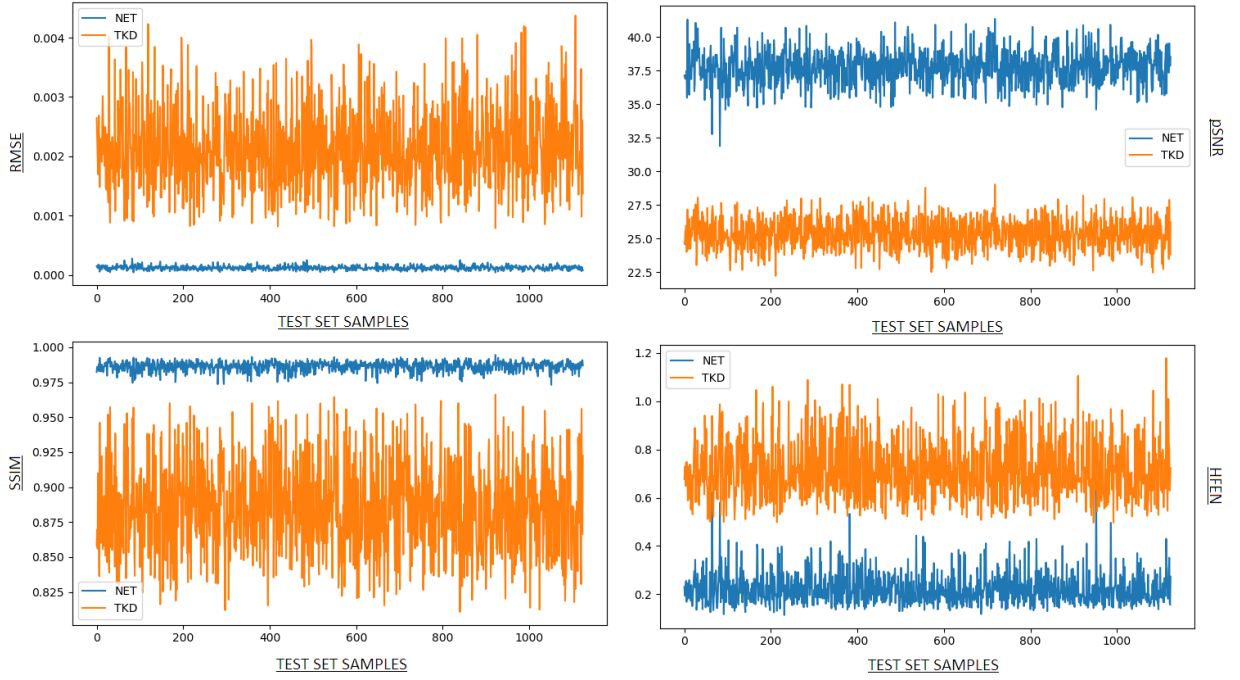 NET
TKD
0.004
0.003
0.002
0.001
0.000
RMSE
0 200 400 600 800 1000
TEST SET SAMPLES
40.0
37.5
35.0
32.5
30.0
27.5
25.0
22.5
NET
TKD
pSNR
0 200 400 600 800 1000
TEST SET SAMPLES
1.000
0.975
0.950
0.925
0.900
0.875
0.850
0.825
SSIM
NET
TKD
0 200 400 600 800 1000
TEST SET SAMPLES
1.2
1.0
0.8
0.6
0.4
0.2
NET
TKD
HFEN
0 200 400 600 800 1000
TEST SET SAMPLES